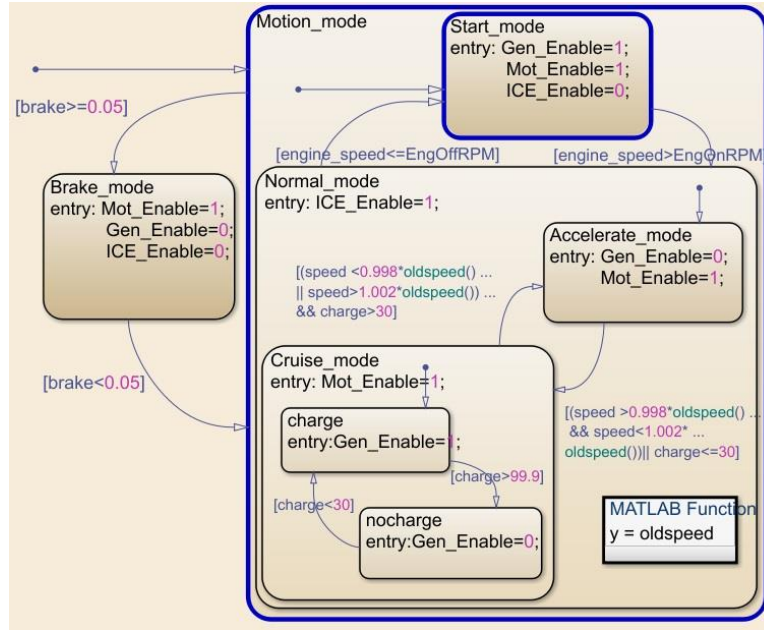 Motion_mode
Start_mode
entry: Gen_Enable=1;
Mot_Enable=1;
ICE_Enable=0;
[brake>=0.05]
[engine_speed<=EngOffRPM]
[engine_speed>EngOnRPM]
Brake_mode
entry: Mot_Enable=1;
Gen_Enable=0;
ICE_Enable=0;
Normal_mode
entry: ICE_Enable=1;
Accelerate_mode
entry: Gen_Enable=0;
Mot_Enable=1;
[(speed <0.998*oldspeed() ...
|| speed>1.002*oldspeed()) ...
&& charge>30]
[brake<0.05]
Cruise_mode
entry: Mot_Enable=1;
charge
entry:Gen_Enable=1;
[charge>99.9]
[charge<30]
nocharge
entry:Gen_Enable=0;
[(speed >0.998*oldspeed() ...
&& speed<1.002* ...
oldspeed())|| charge<=30]
MATLAB Function
y = oldspeed